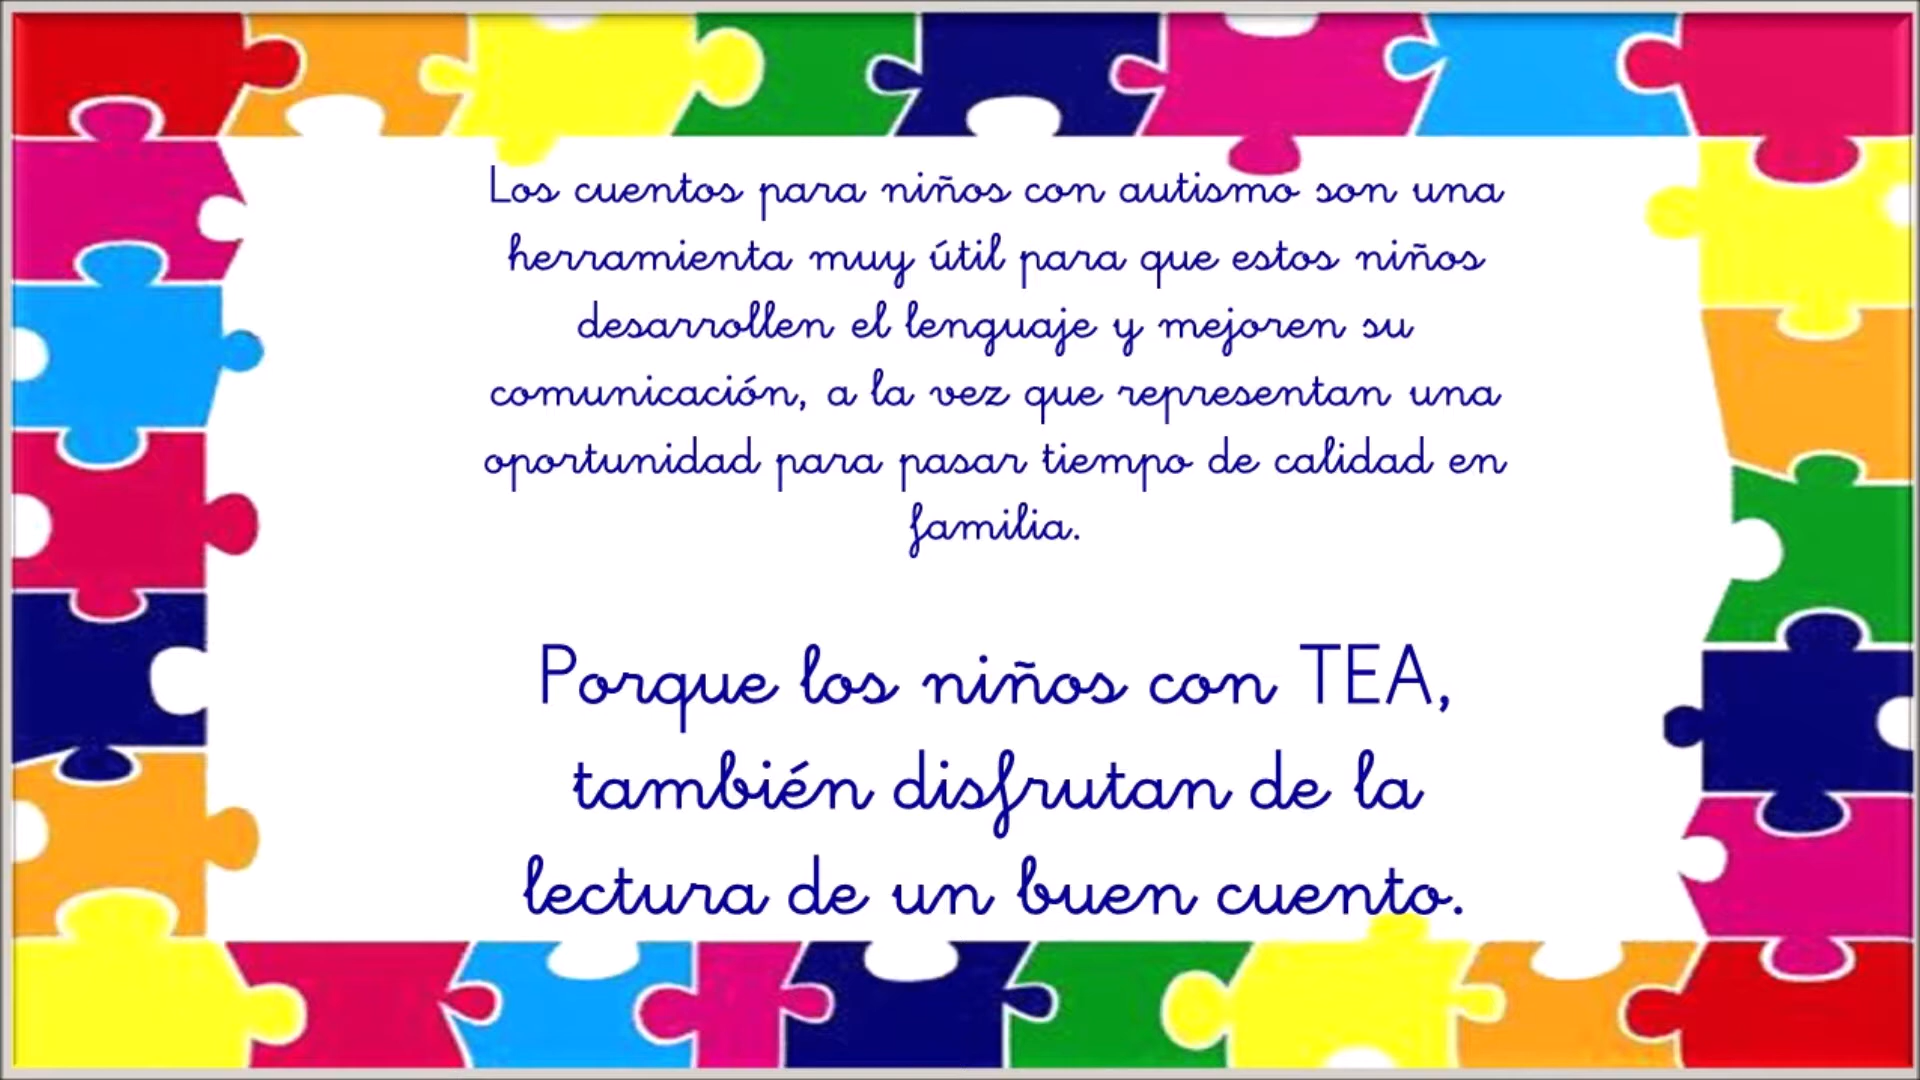 Los cuentos para niños con autismo son una
herramienta muy útil para que estos niños
desarrollen el lenguaje y mejoren su
comunicación, a la vez que representan una
oportunidad para pasar tiempo de calidad en
familia.
Porque los niños con TEA,
también disfrutan de la
lectura de un buen cuento.